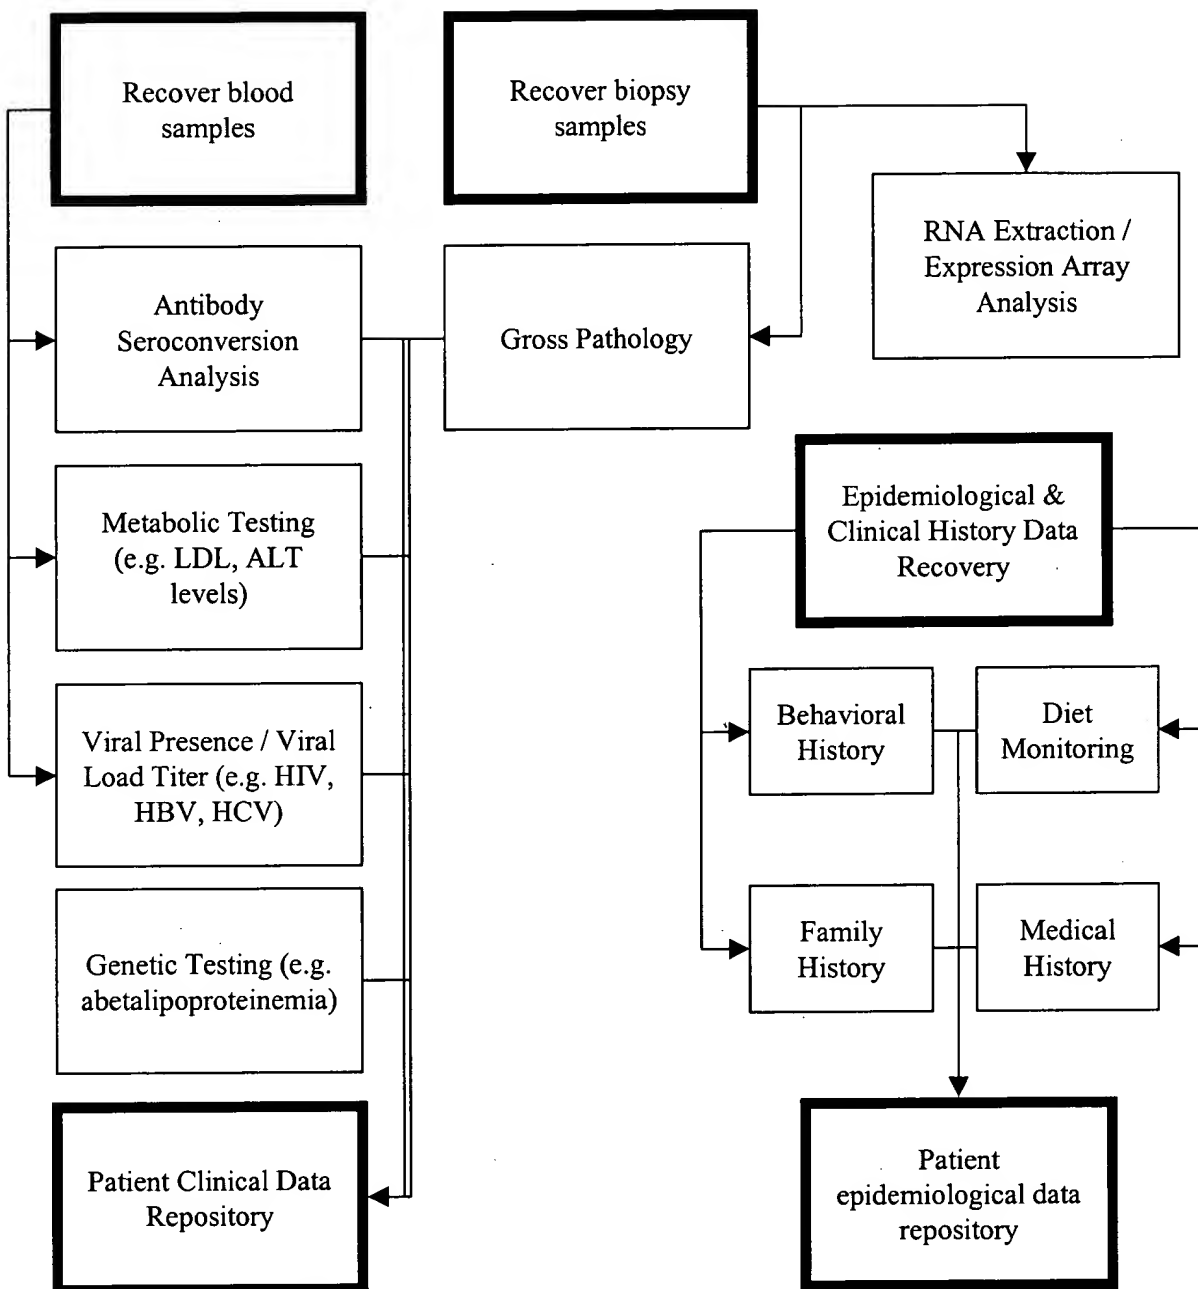 Recover blood
samples
Recover biopsy
samples
RNA Extraction /
Expression Array
Analysis
Antibody
Seroconversion
Analysis
Gross Pathology
Metabolic Testing
(e.g. LDL, ALT
levels)
Epidemiological &
Clinical History Data
Recovery
Viral Presence / Viral
Load Titer (e.g. HIV,
HBV, HCV)
Behavioral
History
Diet
Monitoring
Genetic Testing (e.g.
abetalipoproteinemia)
Family
History
Medical
History
Patient Clinical Data
Repository
Patient
epidemiological data
repository